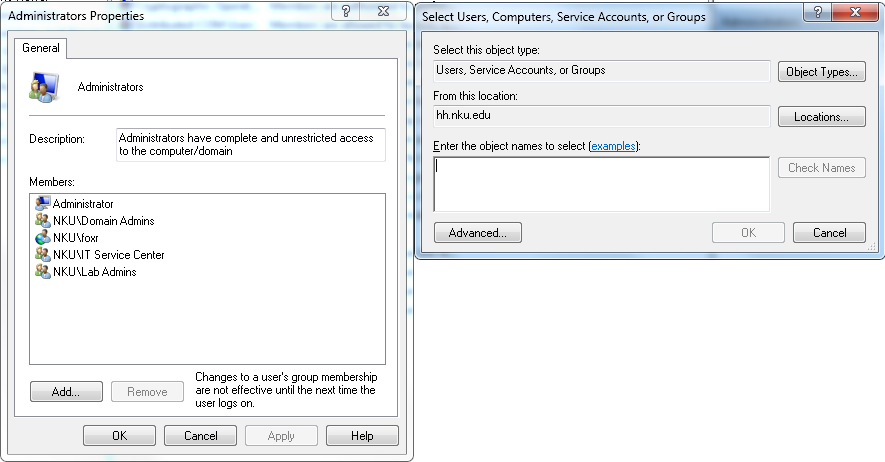 Administrators Properties
General
Administrators
Description:
Administrators have complete and unrestricted access
to the computer/domain
Members:
Administrator
NKU\Domain Admins
NKU\foxr
NKU\IT Service Center
NKU\Lab Admins
Add...
Remove
Changes to a user's group membership
are not effective until the next time the
user logs on.
OK
Cancel
Apply
Help
Select Users, Computers, Service Accounts, or Groups
Select this object type:
Users, Service Accounts, or Groups
Object Types...
From this location:
hh.nku.edu
Locations...
Enter the object names to select (examples):
Check Names
Advanced...
OK
Cancel